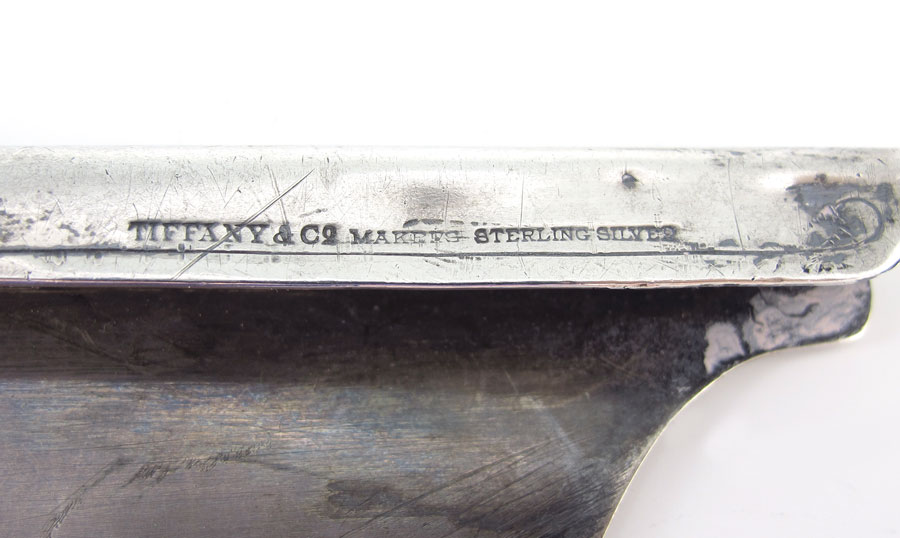 TIFFANY & Co MAKERS STERLING SILVER